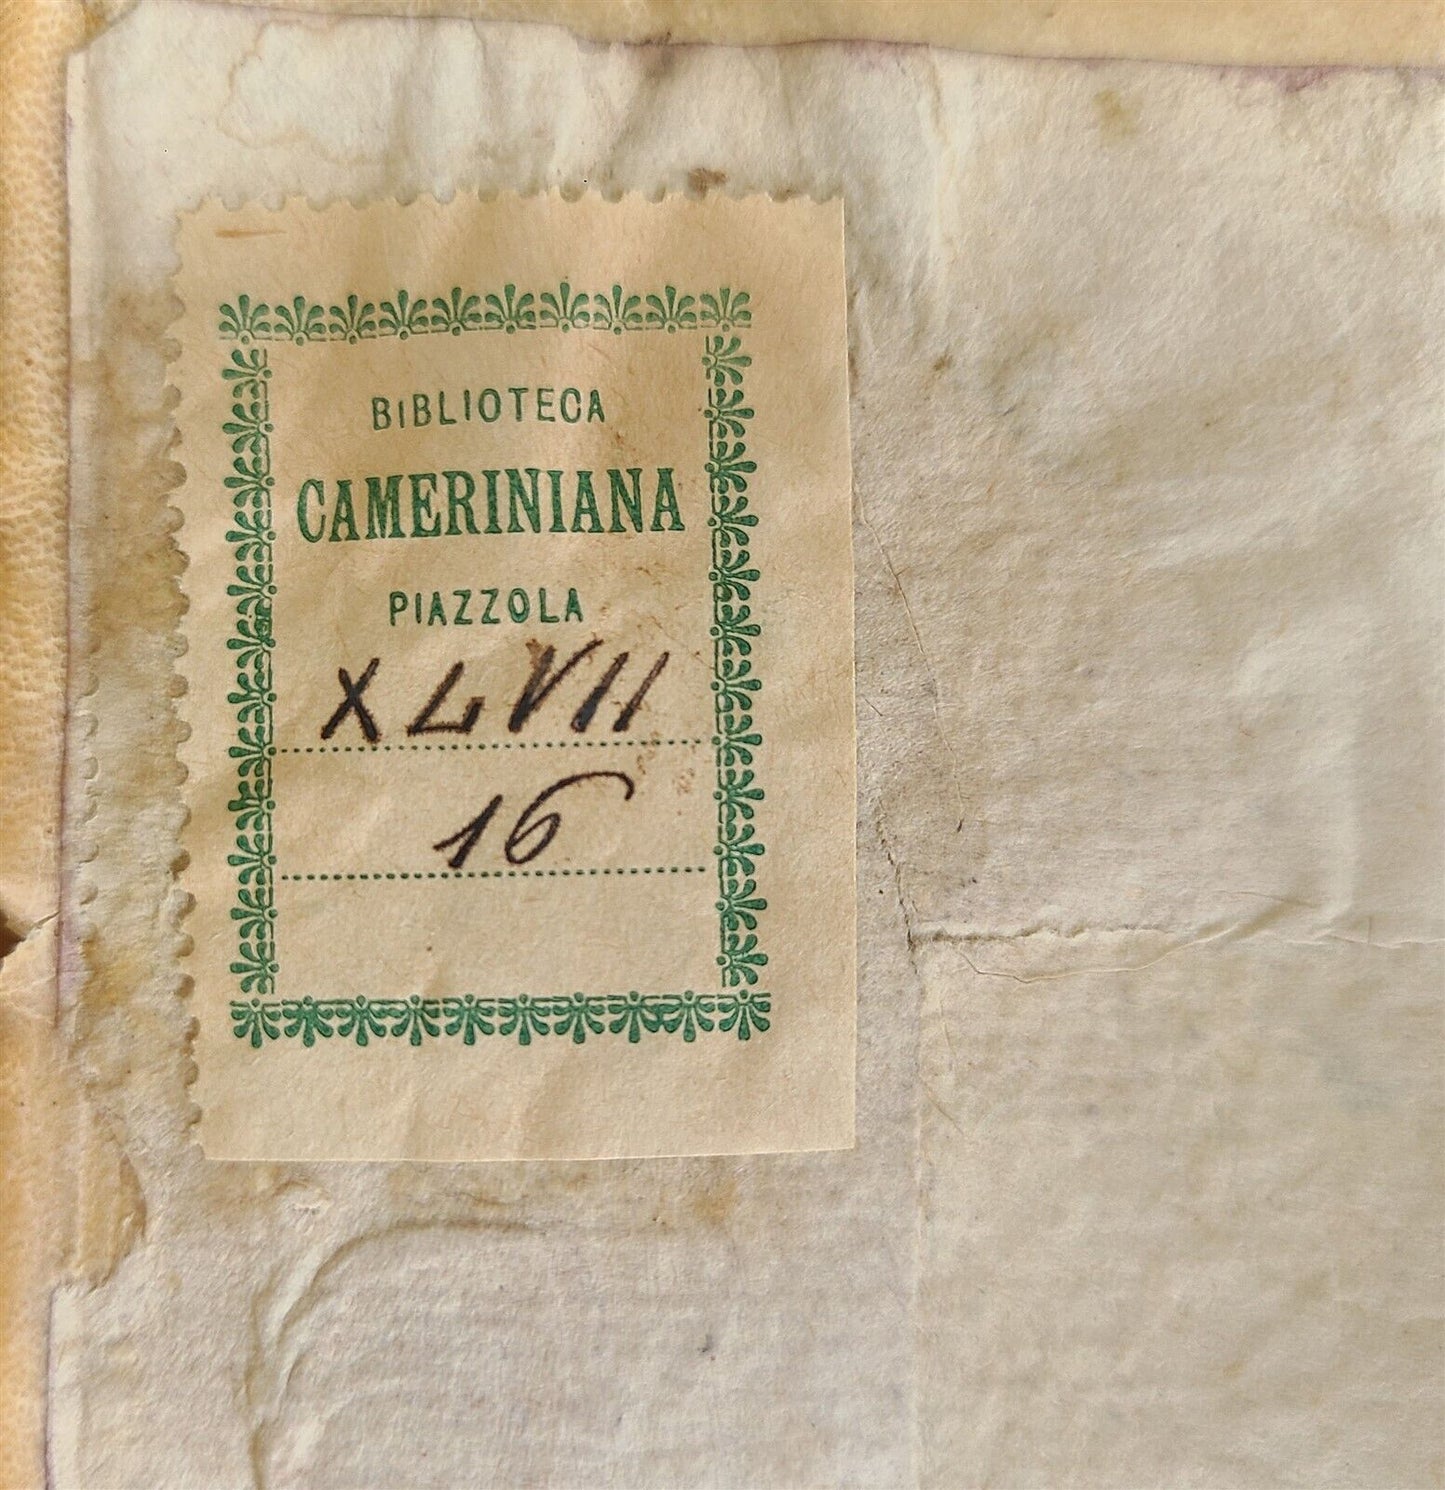 BIBLIOTECA
CAMERINIANA
PIAZZOLA
XLVII
16